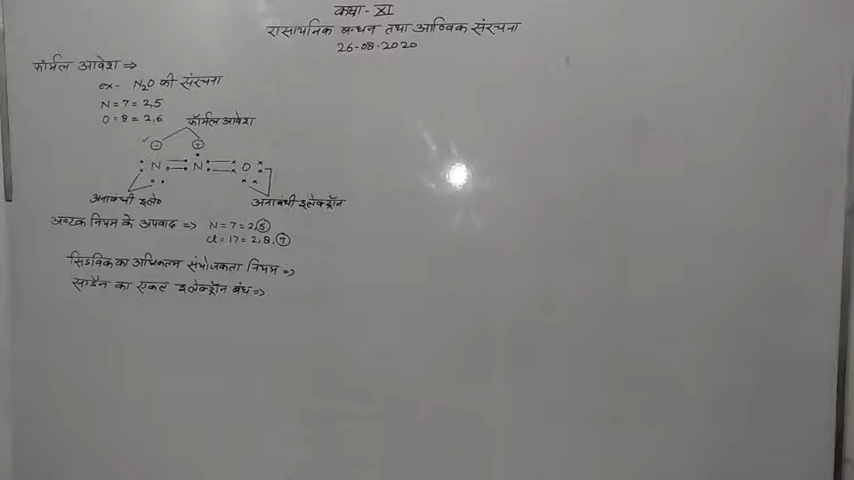 कक्षा - XI
रासायनिक बन्धन तथा आण्विक संरचना
26-08-2020
फॉर्मल आवेश ⇒
ex- N₂O की संरचना
N = 7 = 2,5
O = 8 = 2,6
फॉर्मल आवेश
⊖ ⊕
N = N = O
अनाबंधी इले० अनाबंधी इलेक्ट्रॉन
अष्टक नियम के अपवाद ⇒ N = 7 = 2,5
Cl = 17 = 2,8,7
सिडविक का अधिकतम संयोजकता नियम ⇒
सुग्डैन का एकल इलेक्ट्रॉन बंध ⇒